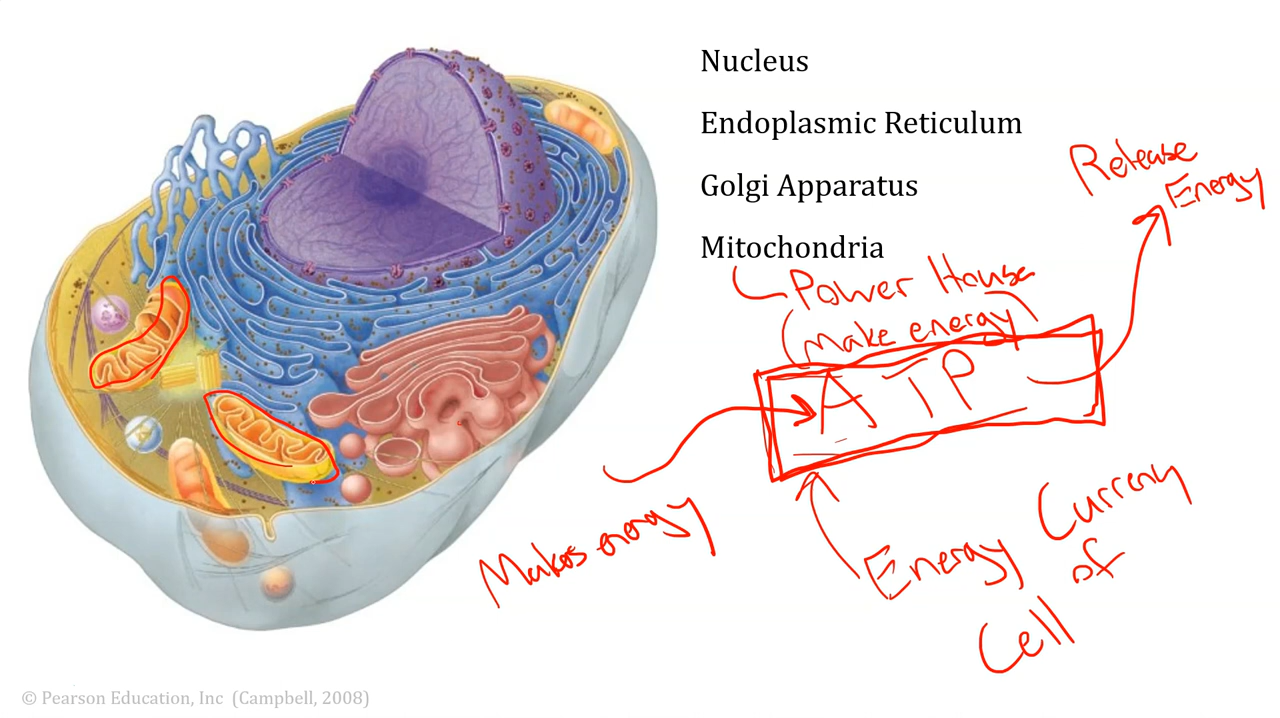 Nucleus
Endoplasmic Reticulum
Golgi Apparatus
Mitochondria
Release
Energy
Power House
(Make energy)
ATP
Makes energy
Energy Curreny
of
Cell
© Pearson Education, Inc (Campbell, 2008)